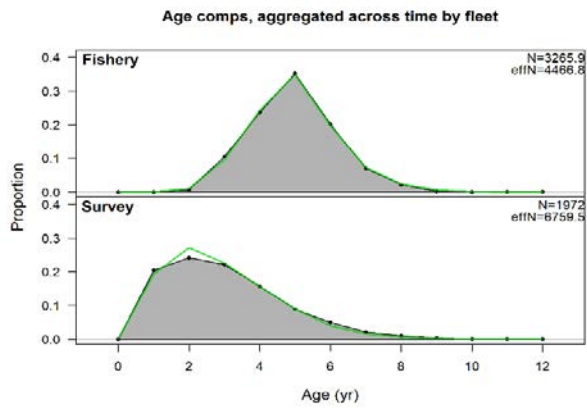 Age comps, aggregated across time by fleet
Fishery
N=3265.9
effN=4466.8
0.4
0.3
0.2
0.1
0.0
Survey
N=1972
effN=6759.5
0.4
0.3
0.2
0.1
0.0
Proportion
0 2 4 6 8 10 12
Age (yr)